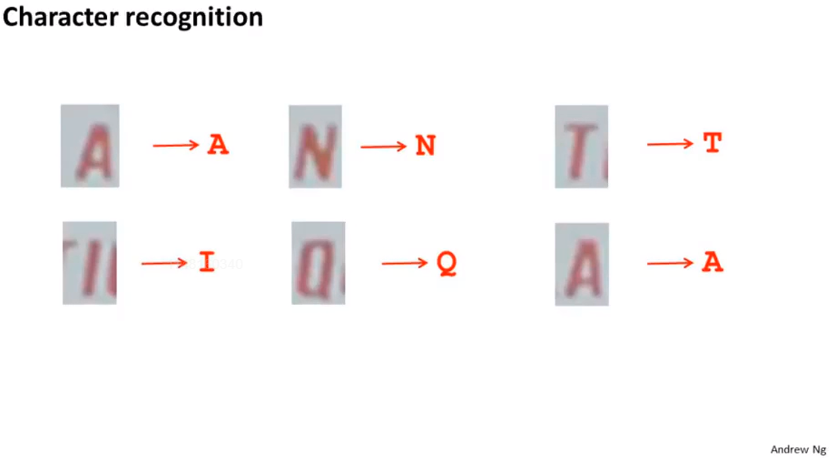 Character recognition
A → A N → N T → T
I → I Q → Q A → A
Andrew Ng